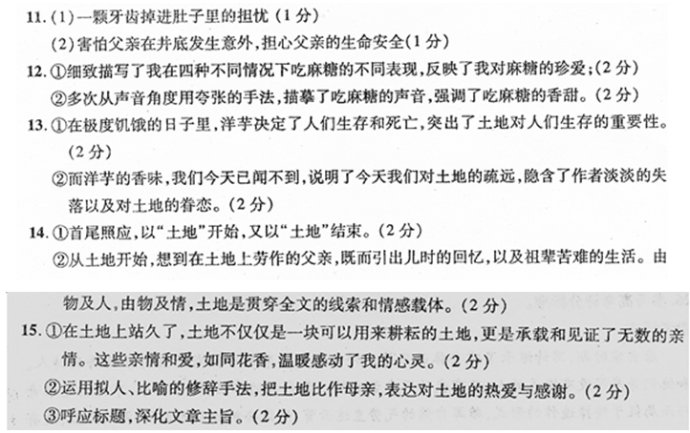 11. (1)一颗牙齿掉进肚子里的担忧(1分)
(2)害怕父亲在井底发生意外,担心父亲的生命安全(1分)
12. ①细致描写了我在四种不同情况下吃麻糖的不同表现,反映了我对麻糖的珍爱;(2分)
②多次从声音角度用夸张的手法,描摹了吃麻糖的声音,强调了吃麻糖的香甜。(2分)
13. ①在极度饥饿的日子里,洋芋决定了人们生存和死亡,突出了土地对人们生存的重要性。
(2分)
②而洋芋的香味,我们今天已闻不到,说明了今天我们对土地的疏远,隐含了作者淡淡的失
落以及对土地的眷恋。(2分)
14. ①首尾照应,以“土地”开始,又以“土地”结束。(2分)
②从土地开始,想到在土地上劳作的父亲,既而引出儿时的回忆,以及祖辈苦难的生活。由
物及人,由物及情,土地是贯穿全文的线索和情感载体。(2分)
15. ①在土地上站久了,土地不仅仅是一块可以用来耕耘的土地,更是承载和见证了无数的亲
情。这些亲情和爱,如同花香,温暖感动了我的心灵。(2分)
②运用拟人、比喻的修辞手法,把土地比作母亲,表达对土地的热爱与感谢。(2分)
③呼应标题,深化文章主旨。(2分)